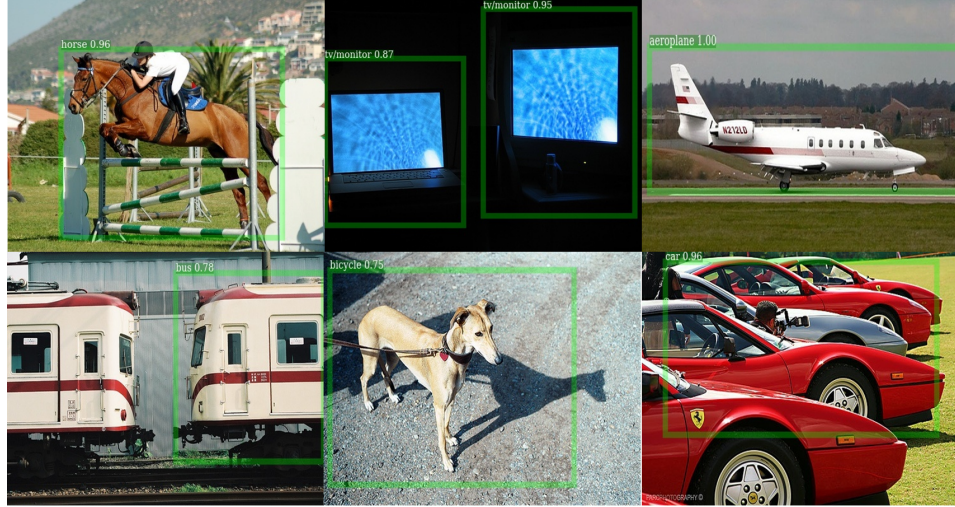 horse 0.96
tv/monitor 0.87
tv/monitor 0.95
aeroplane 1.00
N212LD
bus 0.78
bicycle 0.75
car 0.96
FARGPHOTOGRAPHY ©